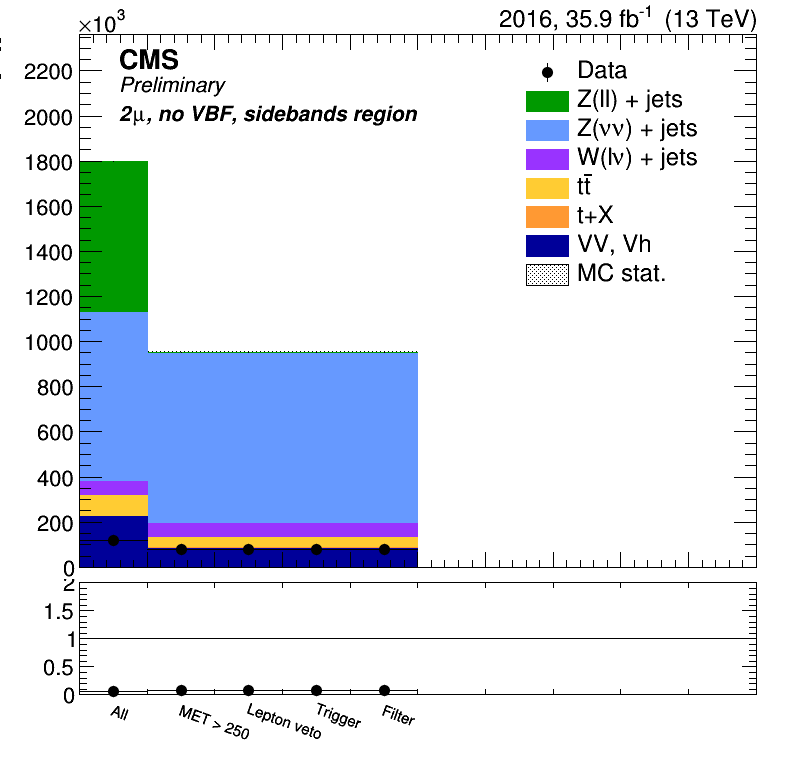 ×10³
2016, 35.9 fb⁻¹ (13 TeV)
CMS
Preliminary
2μ, no VBF, sidebands region
Data
Z(ll) + jets
Z(νν) + jets
W(lν) + jets
tt̄
t+X
VV, Vh
MC stat.
2200
2000
1800
1600
1400
1200
1000
800
600
400
200
0
2
1.5
1
0.5
0
All
MET > 250
Lepton veto
Trigger
Filter